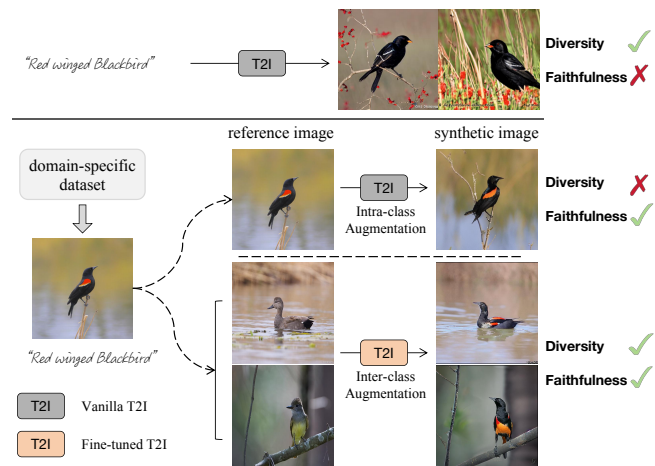 "Red winged Blackbird"
T2I
Diversity
Faithfulness
reference image
synthetic image
domain-specific
dataset
T2I
Intra-class
Augmentation
Diversity
Faithfulness
"Red winged Blackbird"
T2I
Inter-class
Augmentation
Diversity
Faithfulness
T2I
Vanilla T2I
T2I
Fine-tuned T2I